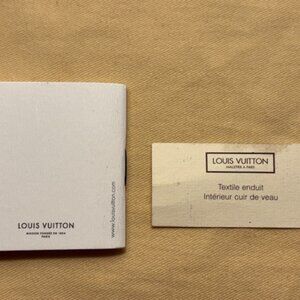 LOUIS VUITTON
MAISON FONDÉE EN 1854
PARIS
www.louisvuitton.com
LOUIS VUITTON
MALLETIER À PARIS
Textile enduit
Intérieur cuir de veau